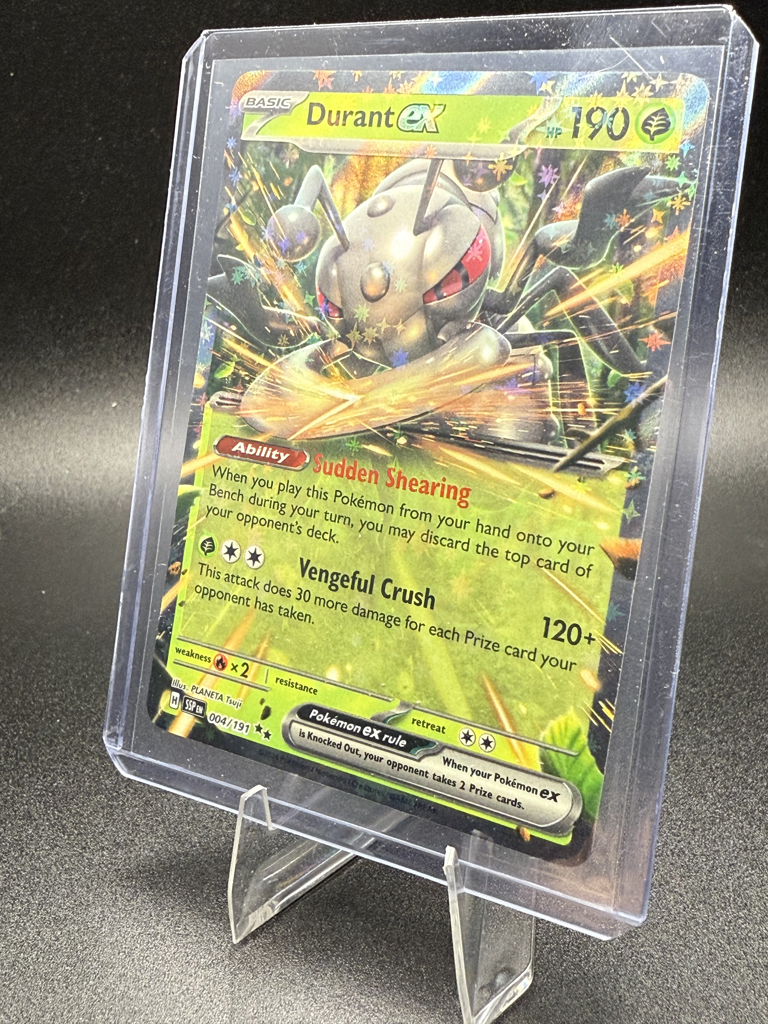 BASIC Durant ex HP 190
Ability Sudden Shearing
When you play this Pokémon from your hand onto your
Bench during your turn, you may discard the top card of
your opponent's deck.
Vengeful Crush 120+
This attack does 30 more damage for each Prize card your
opponent has taken.
weakness ×2 resistance retreat
Illus. PLANETA Tsuji
H SSP EN 004/191
Pokémon ex rule When your Pokémon ex
is Knocked Out, your opponent takes 2 Prize cards.